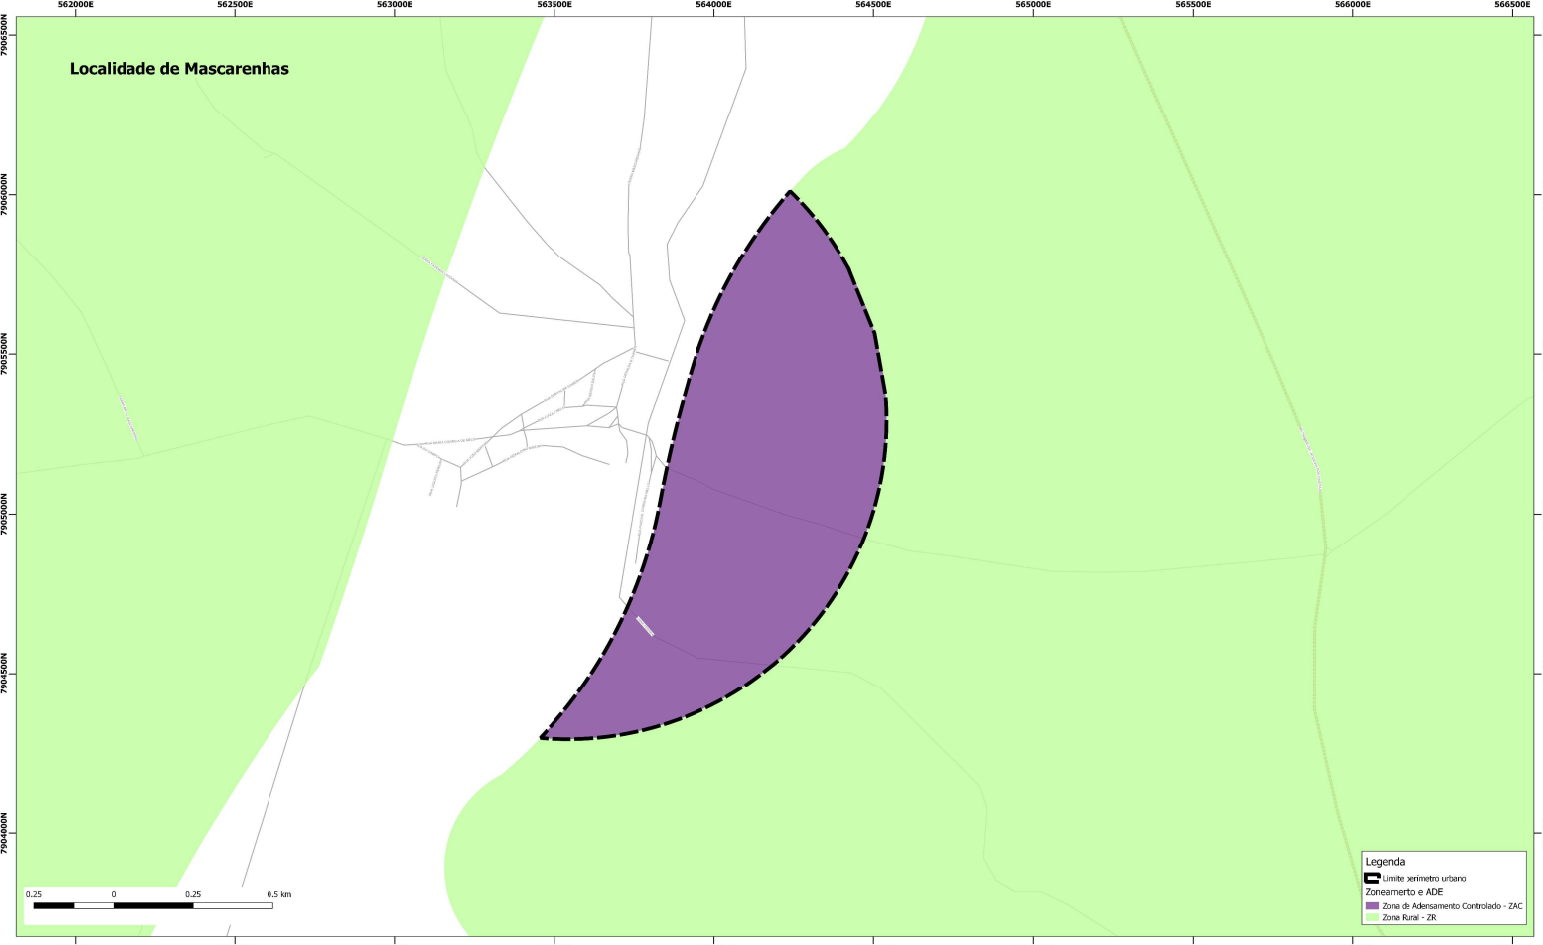 562000E 562500E 563000E 563500E 564000E 564500E 565000E 565500E 566000E 566500E
7906500N
Localidade de Mascarenhas
7906000N
7905500N
7905000N
7904500N
7904000N
0.25 0 0.25 0.5 km
Legenda
Limite perímetro urbano
Zoneamerto e ADE
Zona de Adensamento Controlado - ZAC
Zona Rural - ZR